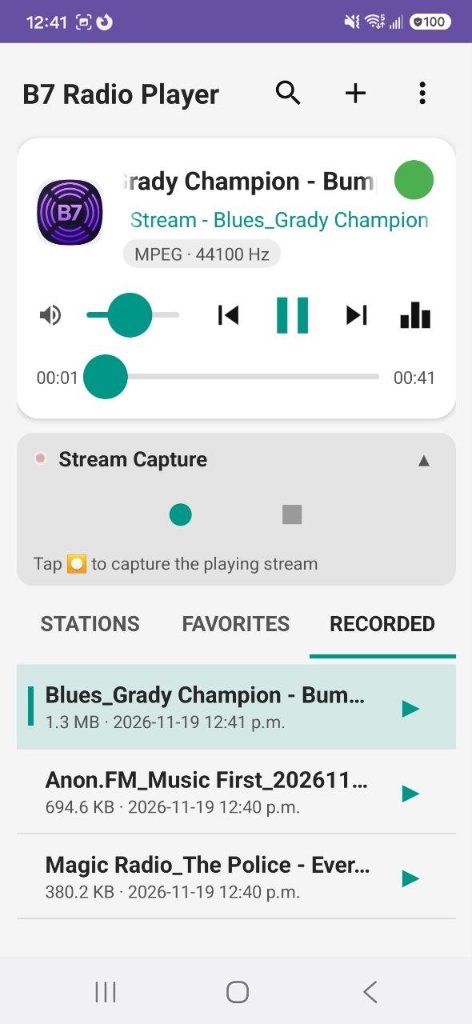 12:41
100
B7 Radio Player
B7
Grady Champion - Bum
Stream - Blues_Grady Champion
MPEG · 44100 Hz
00:01
00:41
Stream Capture
Tap ⏺️ to capture the playing stream
STATIONS
FAVORITES
RECORDED
Blues_Grady Champion - Bum...
1.3 MB · 2026-11-19 12:41 p.m.
Anon.FM_Music First_202611...
694.6 KB · 2026-11-19 12:40 p.m.
Magic Radio_The Police - Ever...
380.2 KB · 2026-11-19 12:40 p.m.